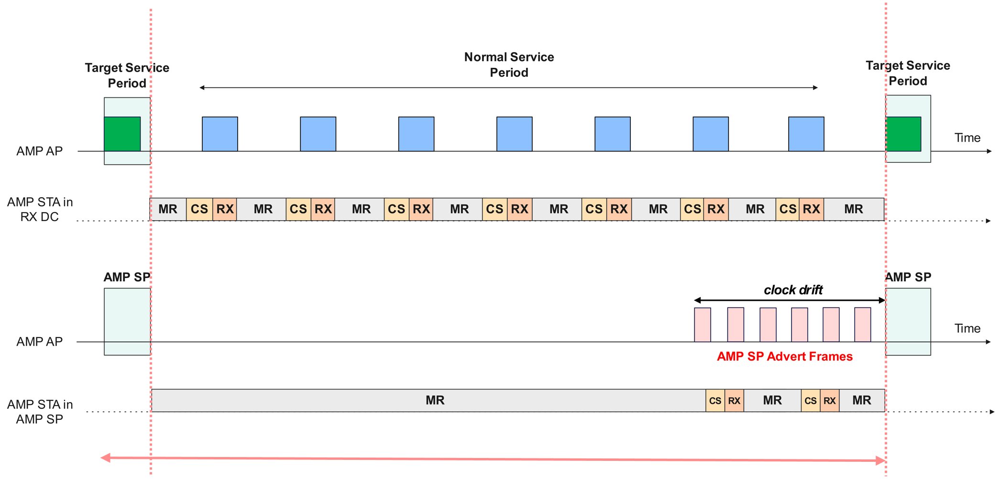 Target Service
Period
Normal Service
Period
Target Service
Period
AMP AP
Time
AMP STA in
RX DC
MR CS RX MR CS RX MR CS RX MR CS RX MR CS RX MR CS RX MR CS RX MR
AMP SP
AMP SP
clock drift
AMP AP
Time
AMP SP Advert Frames
AMP STA in
AMP SP
MR CS RX MR CS RX MR